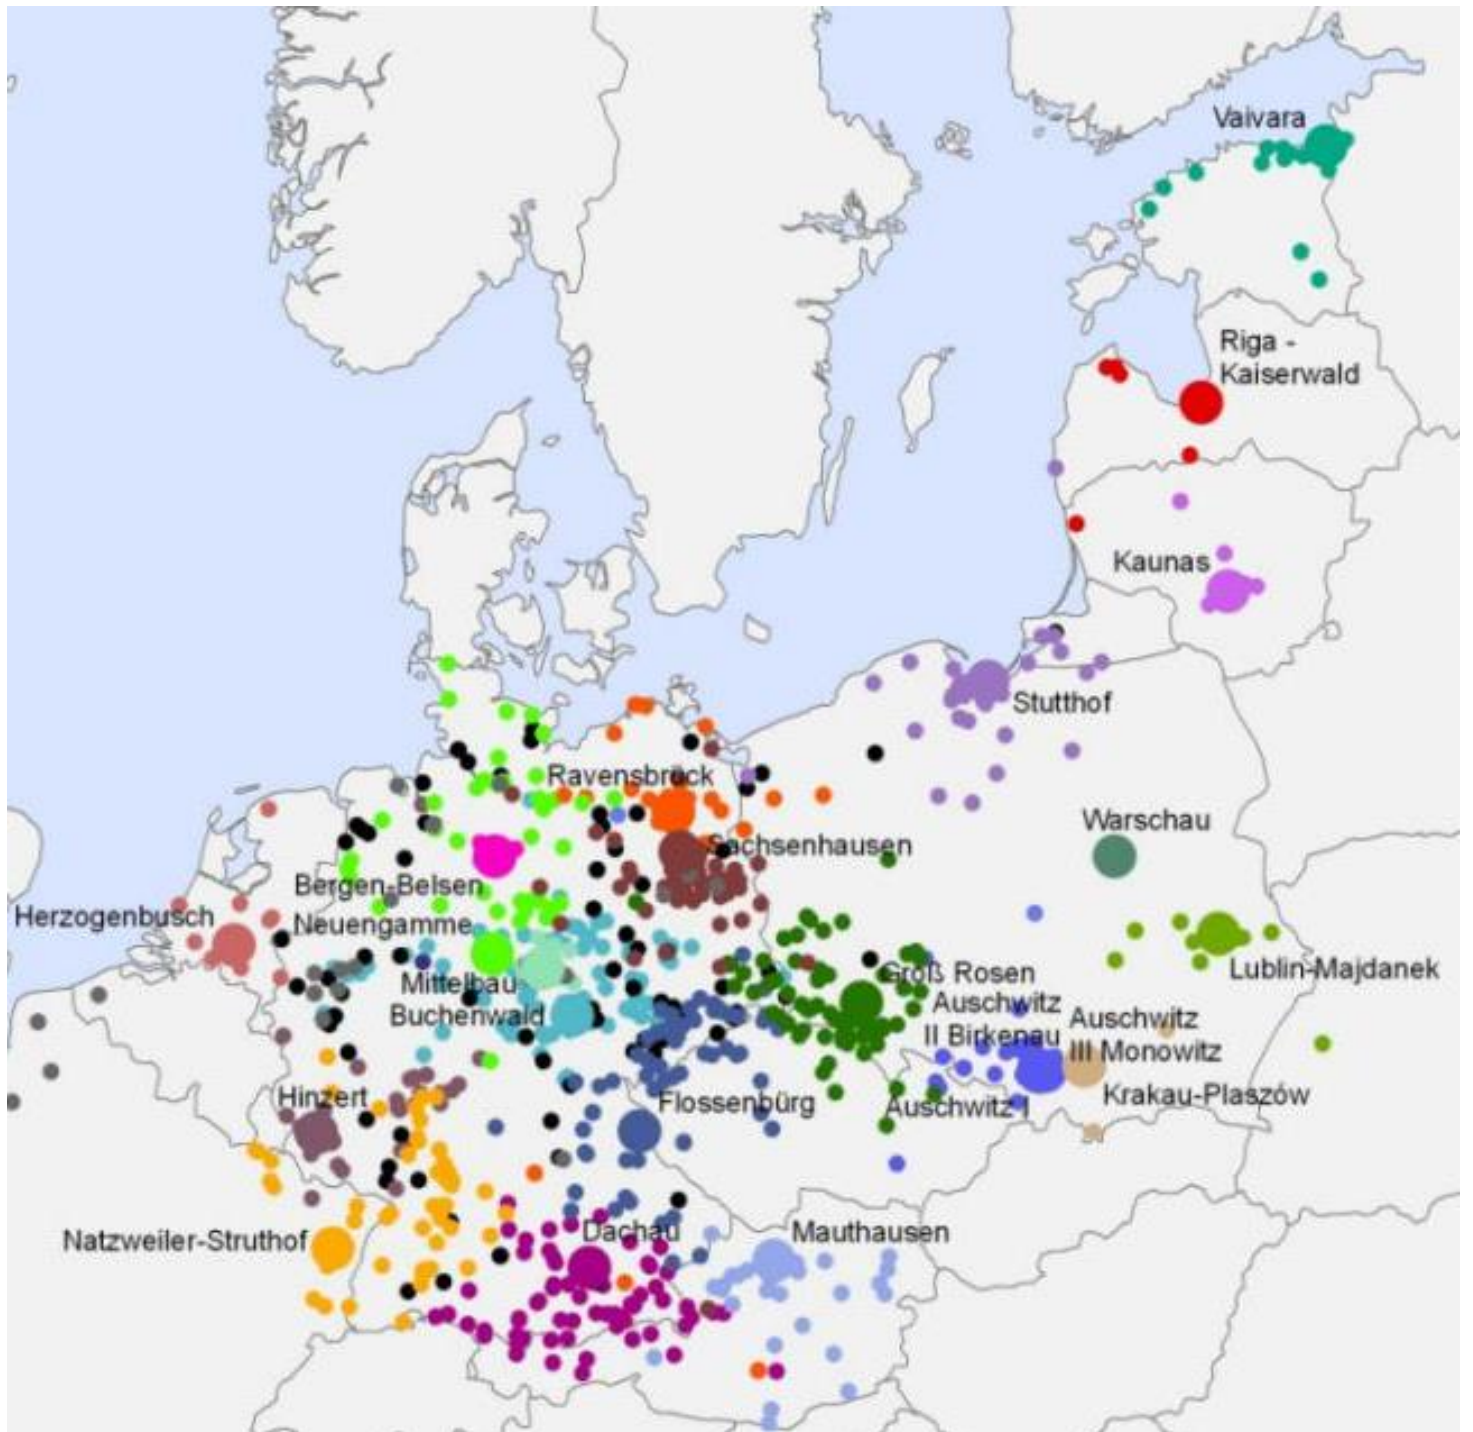 Vaivara
Riga -
Kaiserwald
Kaunas
Stutthof
Ravensbrück
Warschau
Sachsenhausen
Bergen-Belsen
Herzogenbusch
Neuengamme
Lublin-Majdanek
Groß Rosen
Mittelbau
Buchenwald
Auschwitz
II Birkenau
Auschwitz
III Monowitz
Hinzert
Flossenbürg
Auschwitz I
Krakau-Plaszów
Natzweiler-Struthof
Dachau
Mauthausen